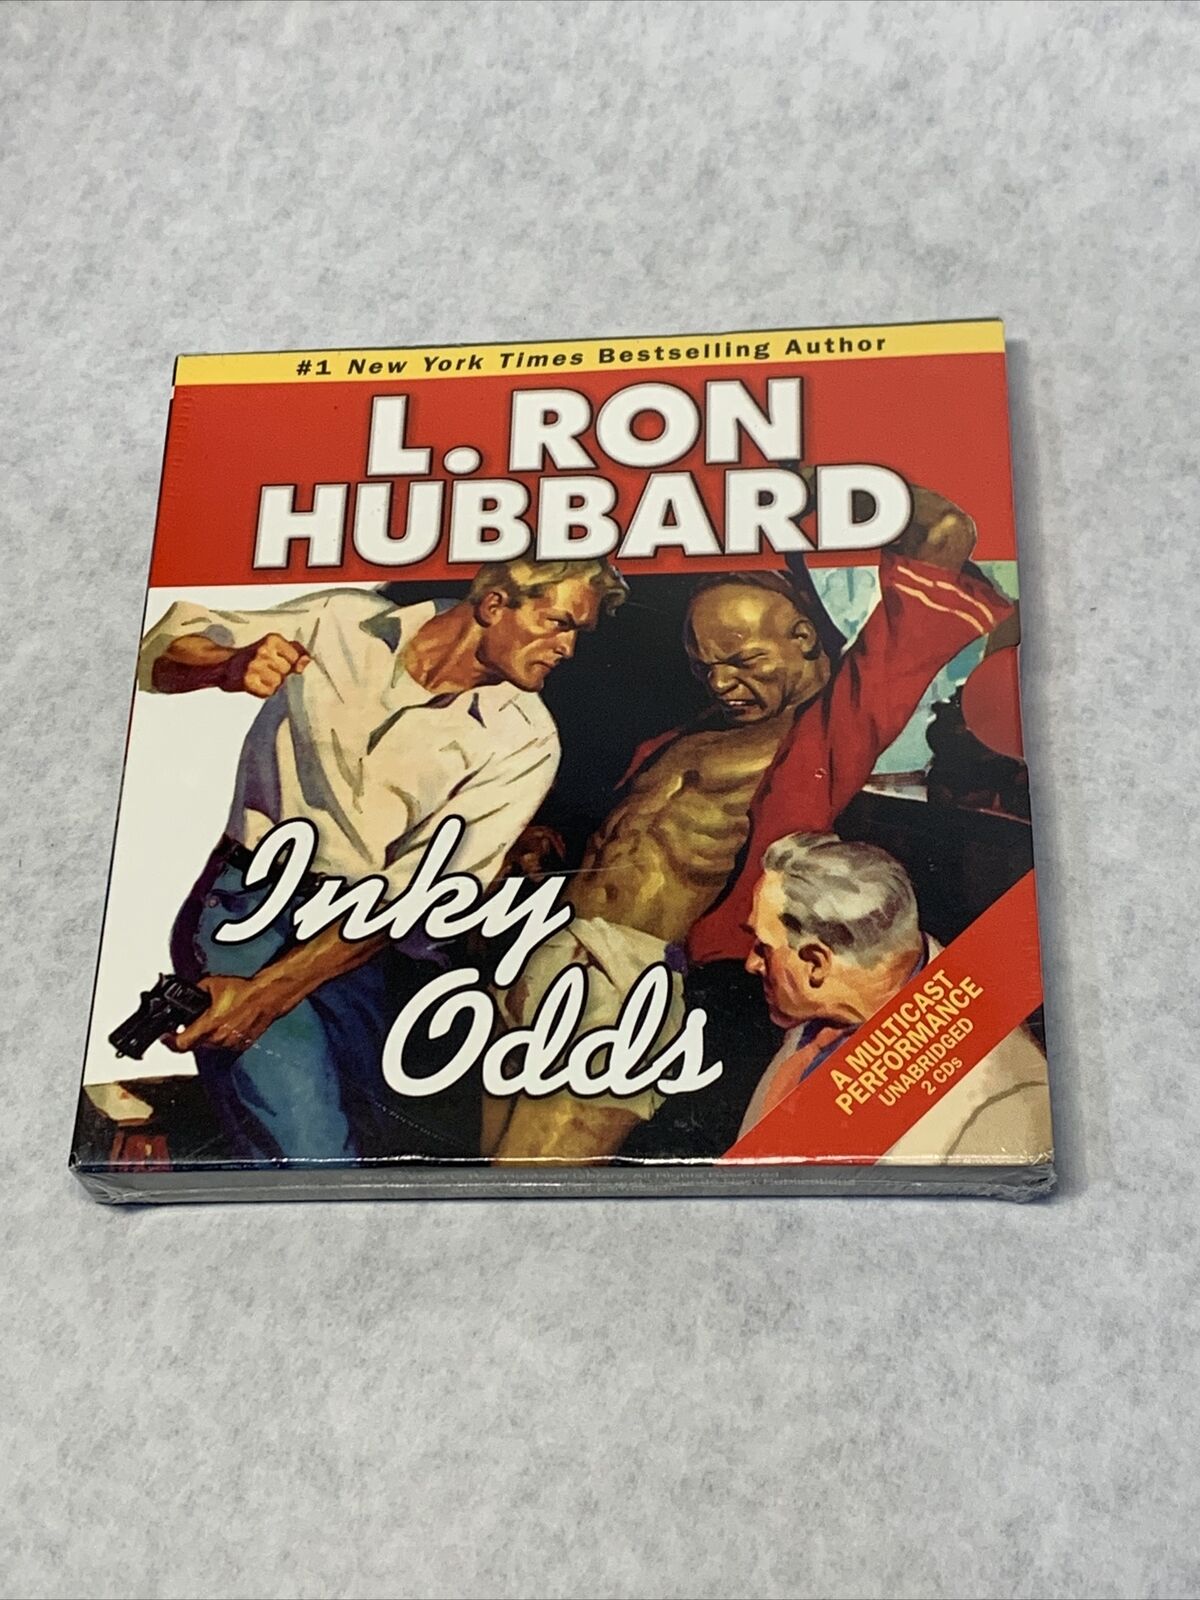 #1 New York Times Bestselling Author
L. RON
HUBBARD
Inky
Odds
A MULTICAST
PERFORMANCE
UNABRIDGED
2 CDs